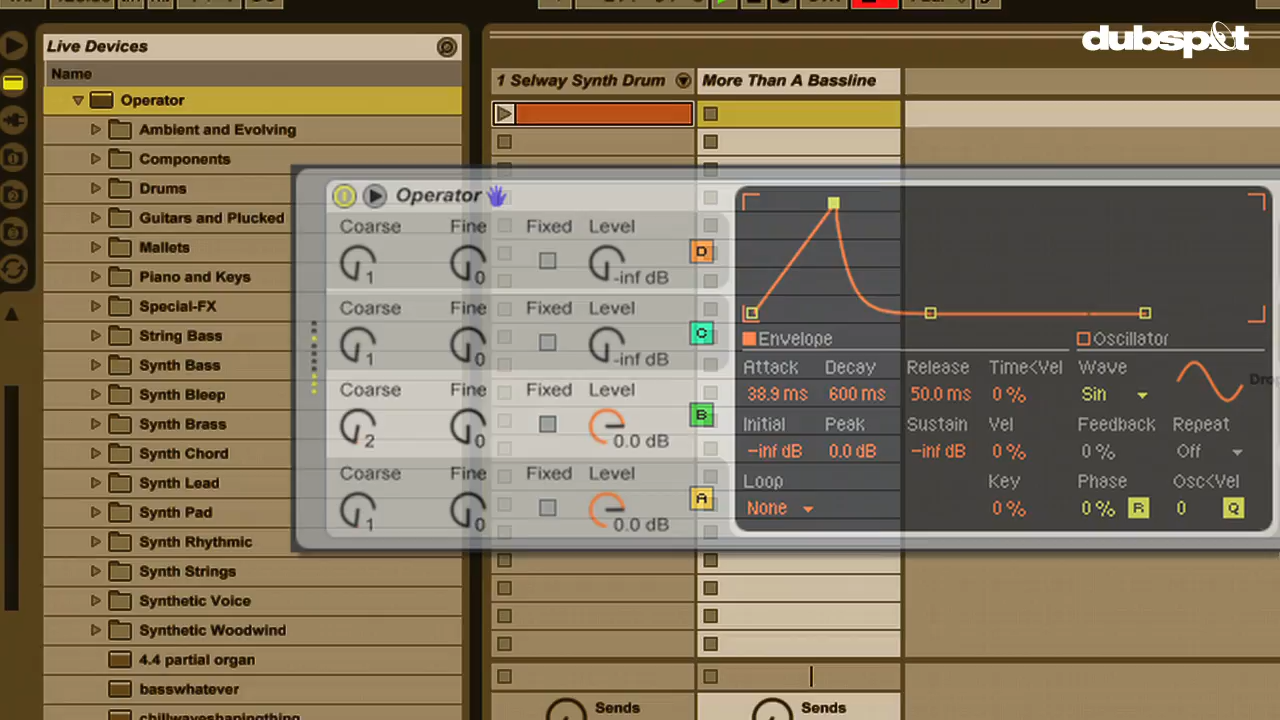 dubspot
Live Devices
Name
Operator
Ambient and Evolving
Components
Drums
Guitars and Plucked
Mallets
Piano and Keys
Special-FX
String Bass
Synth Bass
Synth Bleep
Synth Brass
Synth Chord
Synth Lead
Synth Pad
Synth Rhythmic
Synth Strings
Synthetic Voice
Synthetic Woodwind
4.4 partial organ
basswhatever
chillwaveshapingthing
1 Selway Synth Drum
More Than A Bassline
Operator
Coarse Fine Fixed Level
1 0 -inf dB D
Coarse Fine Fixed Level
1 0 -inf dB C
Coarse Fine Fixed Level
2 0 0.0 dB B
Coarse Fine Fixed Level
1 0 0.0 dB A
Envelope Oscillator
Attack Decay Release Time<Vel Wave
38.9 ms 600 ms 50.0 ms 0 % Sin
Initial Peak Sustain Vel Feedback Repeat
-inf dB 0.0 dB -inf dB 0 % 0 % Off
Loop Key Phase Osc<Vel
None 0 % 0 % R 0 Q
Sends Sends